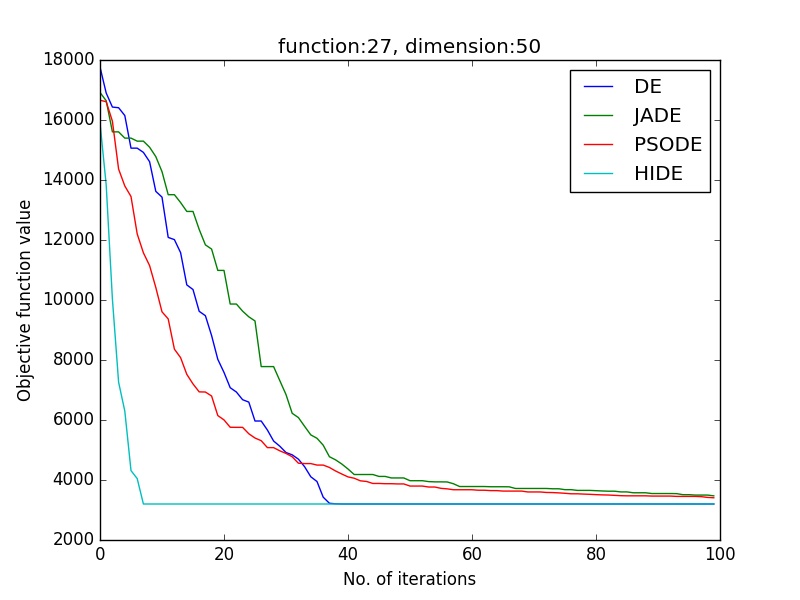 function:27, dimension:50
Objective function value
18000
16000
14000
12000
10000
8000
6000
4000
2000
DE
JADE
PSODE
HIDE
0
20
40
60
80
100
No. of iterations